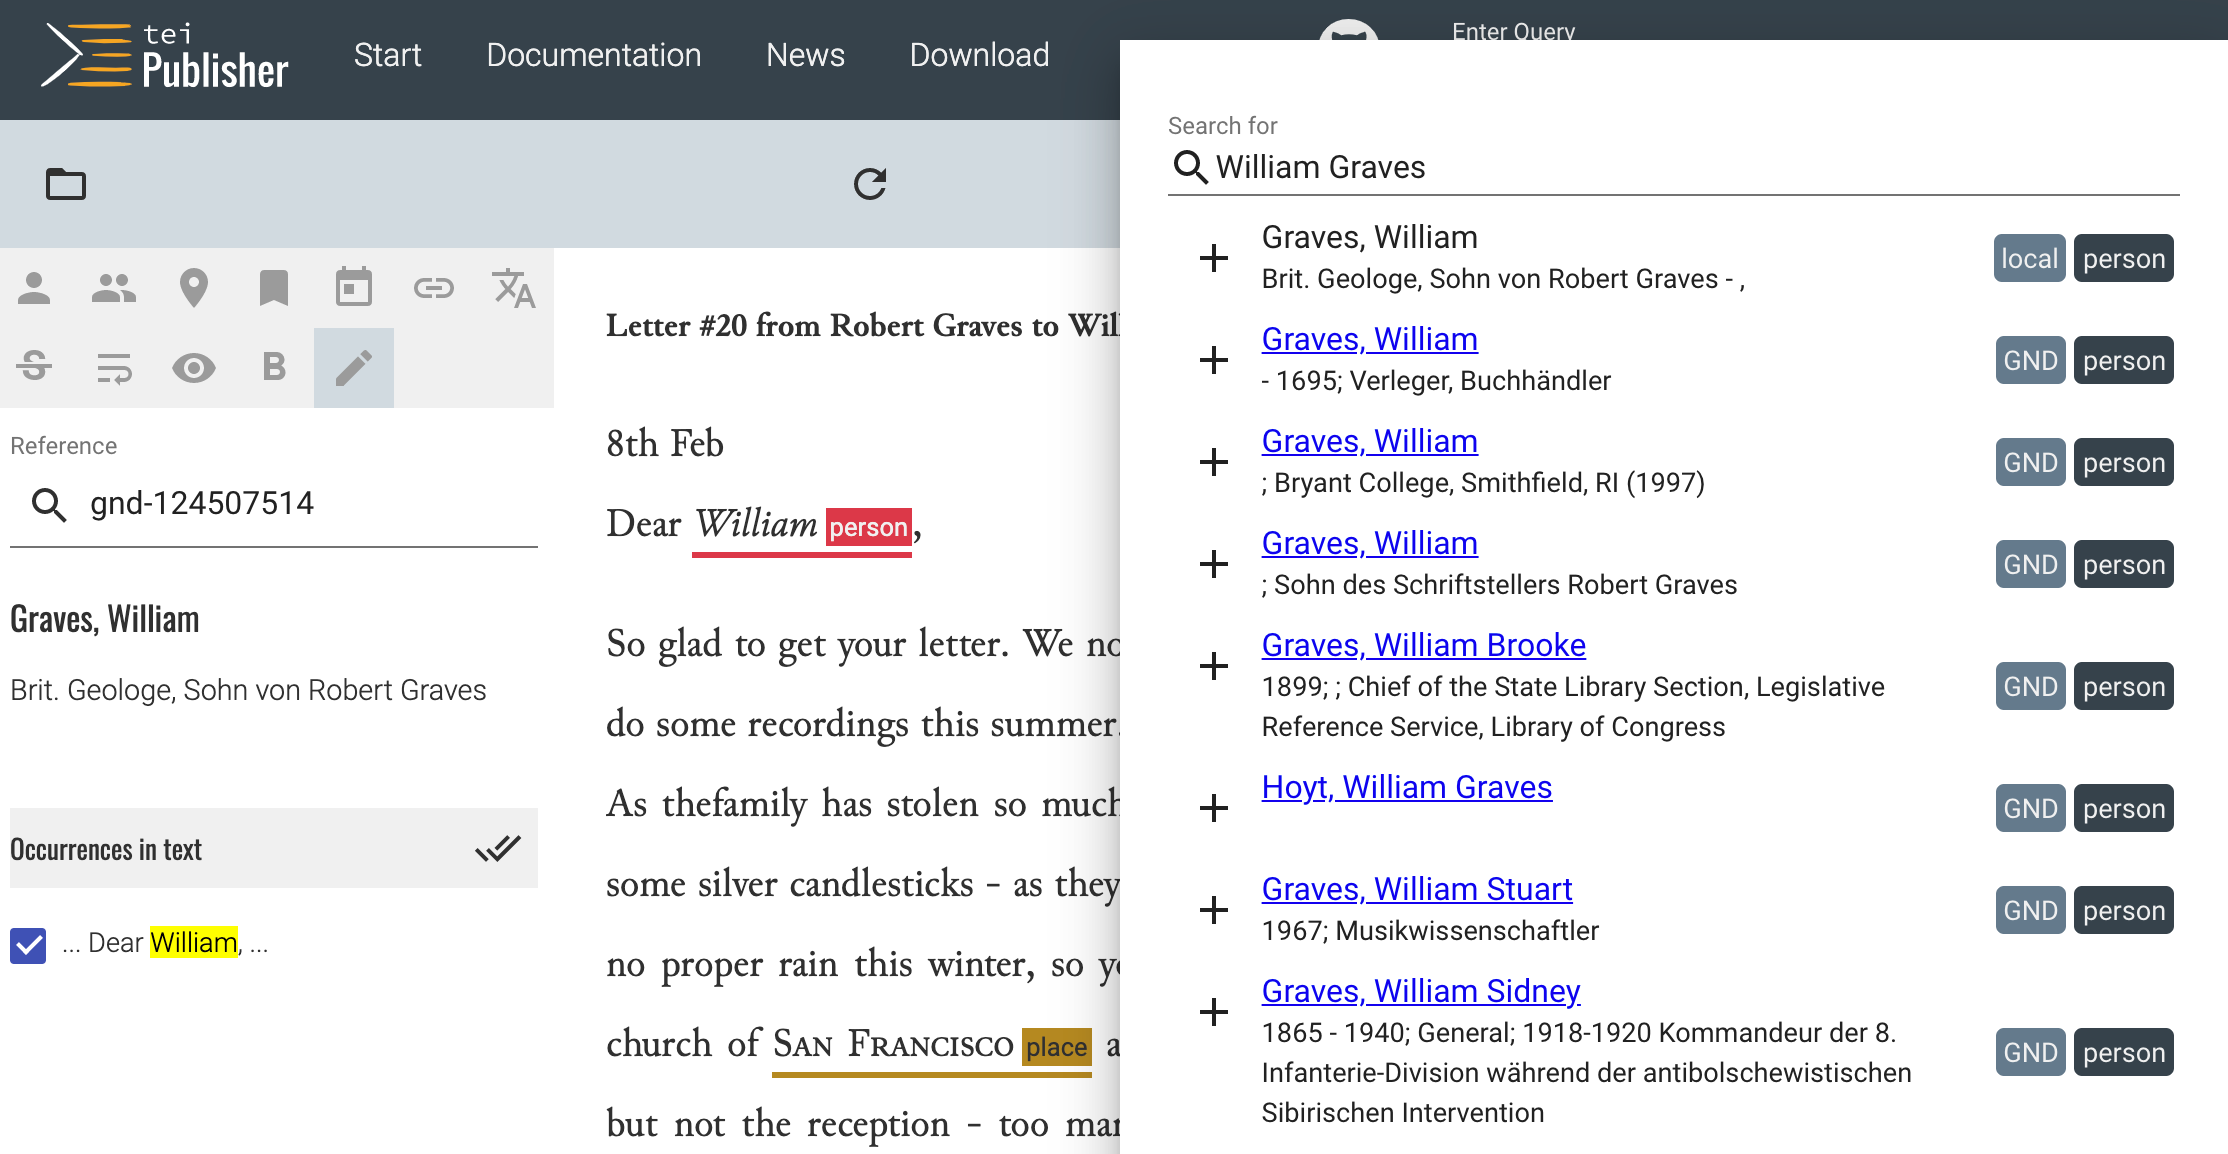 tei
Publisher
Start Documentation News Download
Enter Query
Reference
gnd-124507514
Graves, William
Brit. Geologe, Sohn von Robert Graves
Occurrences in text
... Dear William, ...
Letter #20 from Robert Graves to Wil
8th Feb
Dear William person,
So glad to get your letter. We no
do some recordings this summer.
As thefamily has stolen so much
some silver candlesticks - as they
no proper rain this winter, so yo
church of San Francisco place a
but not the reception - too mar
Search for
William Graves
Graves, William
Brit. Geologe, Sohn von Robert Graves - ,
local person
Graves, William
- 1695; Verleger, Buchhändler
GND person
Graves, William
; Bryant College, Smithfield, RI (1997)
GND person
Graves, William
; Sohn des Schriftstellers Robert Graves
GND person
Graves, William Brooke
1899; ; Chief of the State Library Section, Legislative
Reference Service, Library of Congress
GND person
Hoyt, William Graves
GND person
Graves, William Stuart
1967; Musikwissenschaftler
GND person
Graves, William Sidney
1865 - 1940; General; 1918-1920 Kommandeur der 8.
Infanterie-Division während der antibolschewistischen
Sibirischen Intervention
GND person